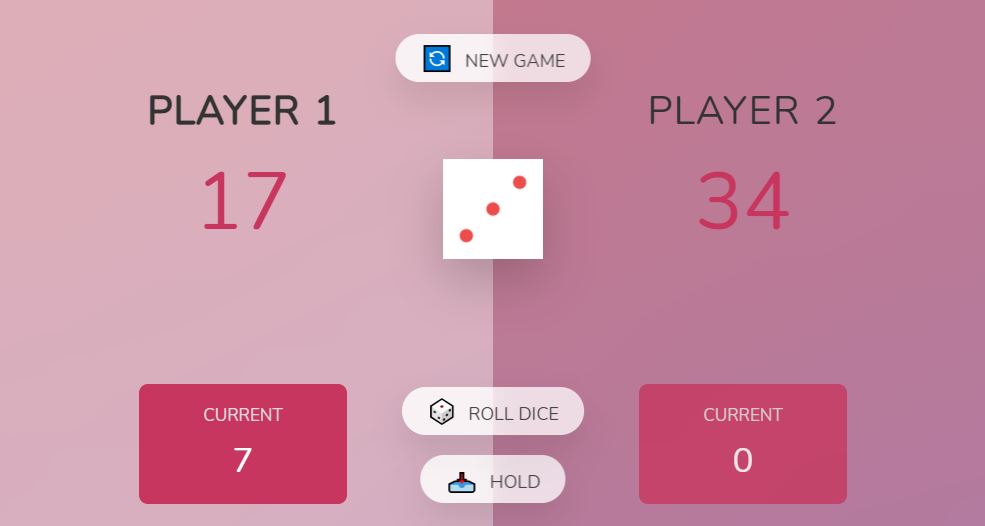 NEW GAME
PLAYER 1
17
PLAYER 2
34
CURRENT
7
ROLL DICE
HOLD
CURRENT
0